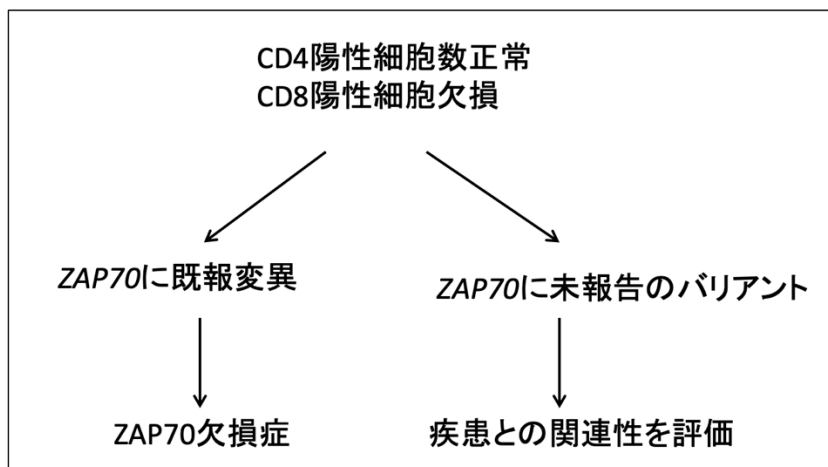 CD4陽性細胞数正常
CD8陽性細胞欠損
ZAP70に既報変異
ZAP70に未報告のバリアント
ZAP70欠損症
疾患との関連性を評価